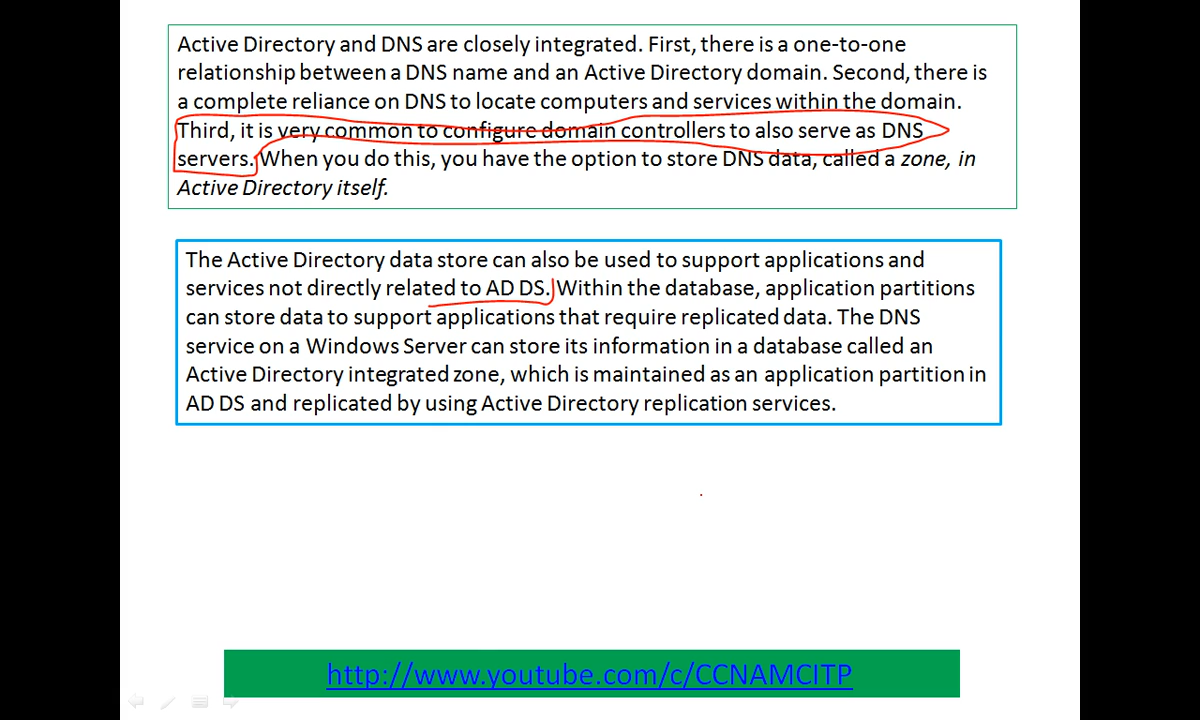 Active Directory and DNS are closely integrated. First, there is a one-to-one
relationship between a DNS name and an Active Directory domain. Second, there is
a complete reliance on DNS to locate computers and services within the domain.
Third, it is very common to configure domain controllers to also serve as DNS
servers. When you do this, you have the option to store DNS data, called a zone, in
Active Directory itself.
The Active Directory data store can also be used to support applications and
services not directly related to AD DS. Within the database, application partitions
can store data to support applications that require replicated data. The DNS
service on a Windows Server can store its information in a database called an
Active Directory integrated zone, which is maintained as an application partition in
AD DS and replicated by using Active Directory replication services.
http://www.youtube.com/c/CCNAMCITP